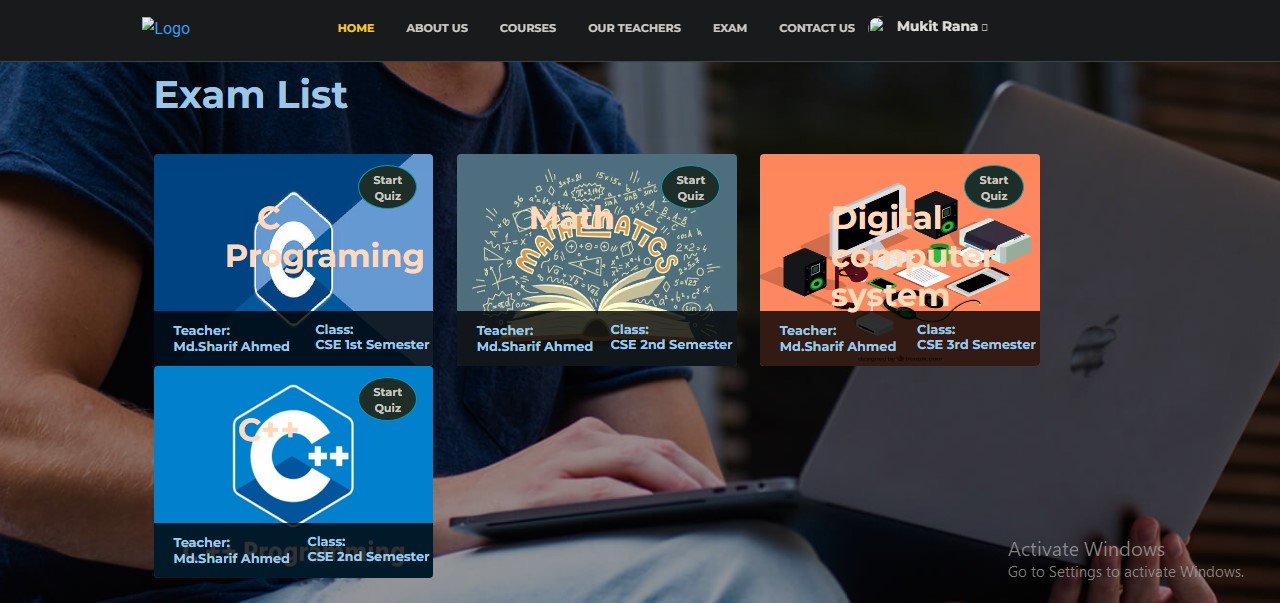 Logo
HOME ABOUT US COURSES OUR TEACHERS EXAM CONTACT US Mukit Rana
Exam List
Start
Quiz
C
Programing
Teacher:
Md.Sharif Ahmed
Class:
CSE 1st Semester
Start
Quiz
Math
MATHEMATICS
Teacher:
Md.Sharif Ahmed
Class:
CSE 2nd Semester
Start
Quiz
Digital
computer
system
Teacher:
Md.Sharif Ahmed
Class:
CSE 3rd Semester
Start
Quiz
C++
C++
C++ Programming
Teacher:
Md.Sharif Ahmed
Class:
CSE 2nd Semester
Activate Windows
Go to Settings to activate Windows.